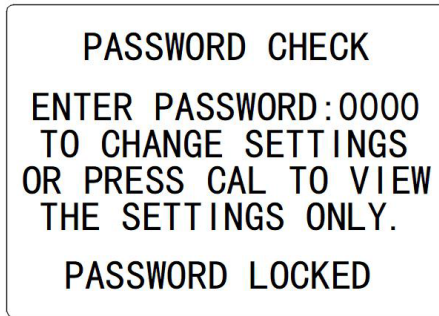 PASSWORD CHECK
ENTER PASSWORD:0000
TO CHANGE SETTINGS
OR PRESS CAL TO VIEW
THE SETTINGS ONLY.
PASSWORD LOCKED